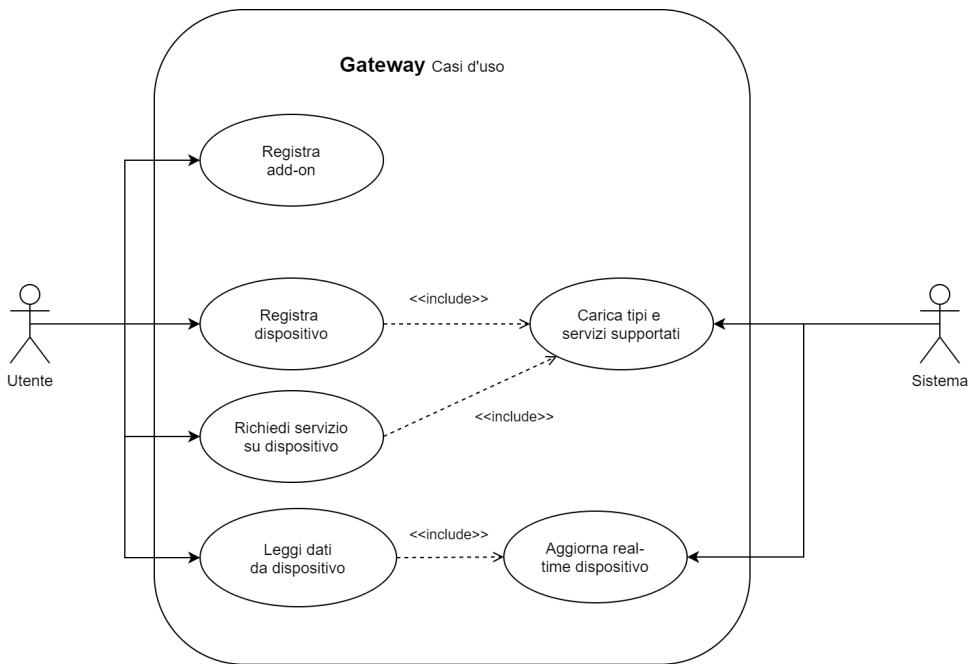 Gateway Casi d'uso
Registra
add-on
Registra
dispositivo
<<include>>
Carica tipi e
servizi supportati
Utente
Sistema
Richiedi servizio
su dispositivo
<<include>>
Leggi dati
da dispositivo
<<include>>
Aggiorna real-
time dispositivo